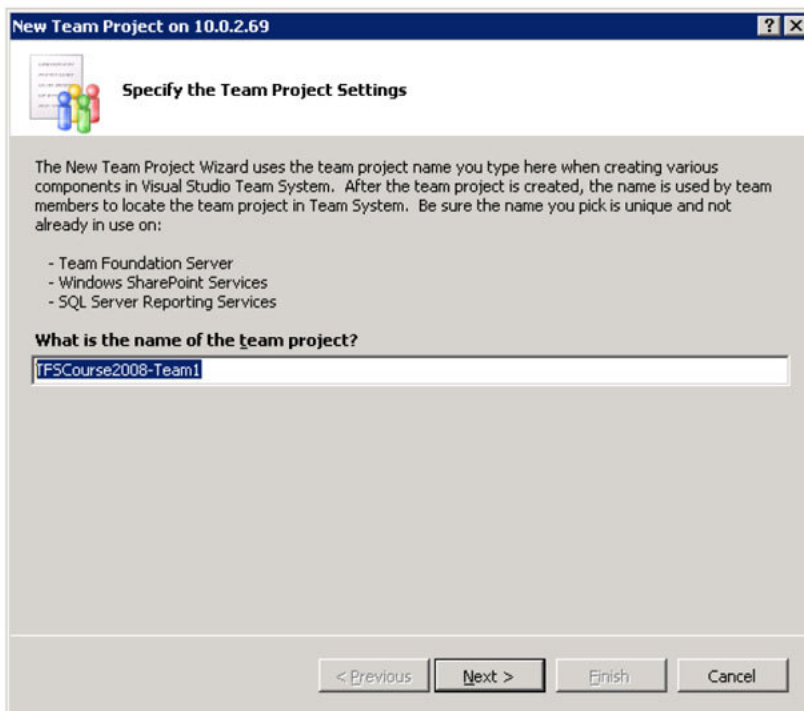 New Team Project on 10.0.2.69
Specify the Team Project Settings
The New Team Project Wizard uses the team project name you type here when creating various
components in Visual Studio Team System. After the team project is created, the name is used by team
members to locate the team project in Team System. Be sure the name you pick is unique and not
already in use on:
- Team Foundation Server
- Windows SharePoint Services
- SQL Server Reporting Services
What is the name of the team project?
TFSCourse2008-Team1
< Previous
Next >
Finish
Cancel